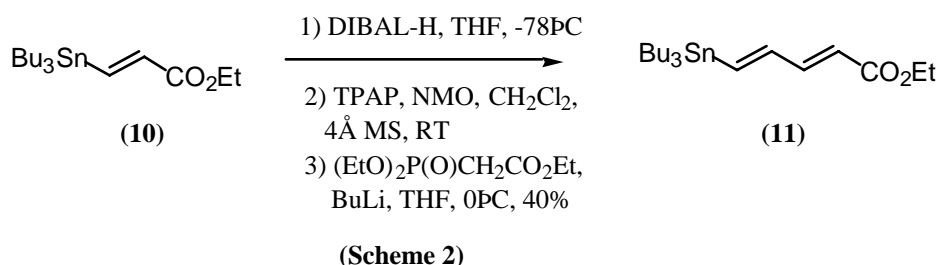 Bu3Sn
CO2Et
(10)
1) DIBAL-H, THF, -78ÞC
2) TPAP, NMO, CH2Cl2,
4Å MS, RT
3) (EtO)2P(O)CH2CO2Et,
BuLi, THF, 0ÞC, 40%
Bu3Sn
CO2Et
(11)
(Scheme 2)